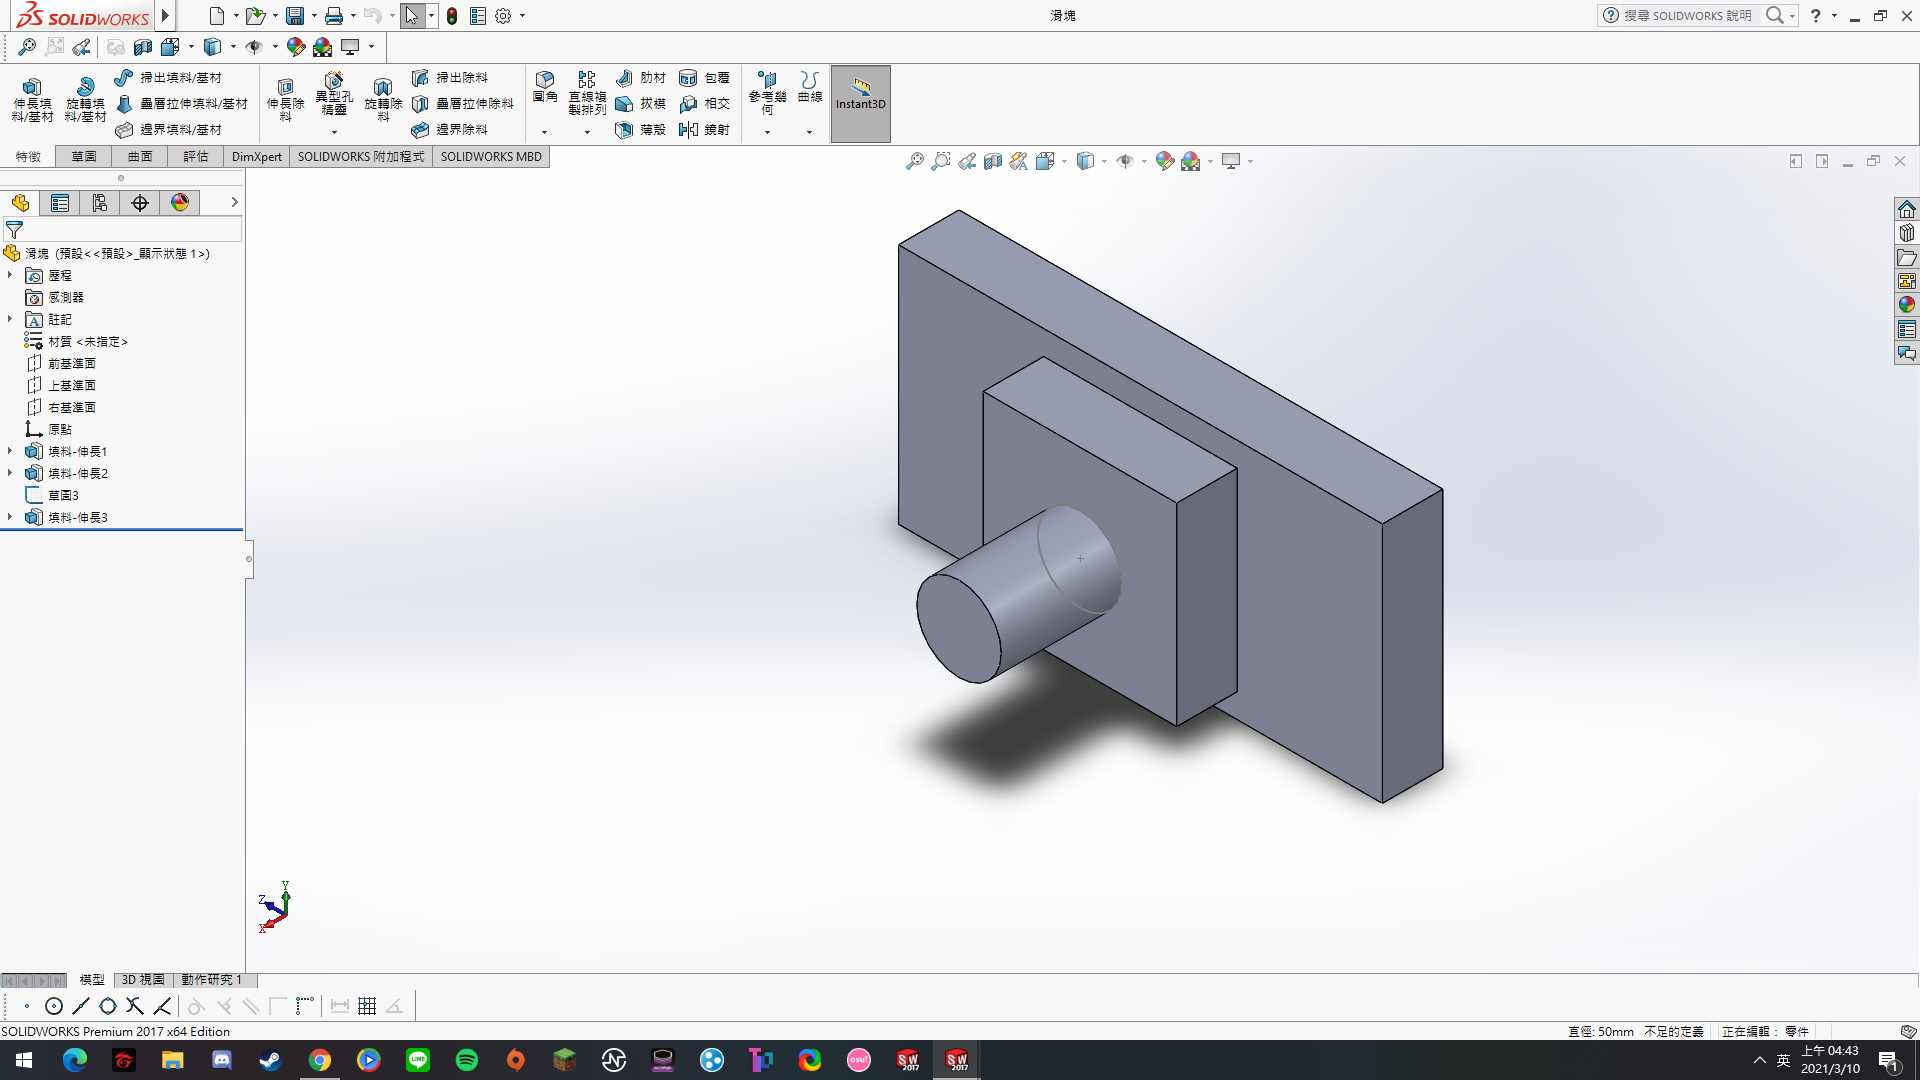 SOLIDWORKS
滑塊
搜尋 SOLIDWORKS 說明
伸長填料/基材
旋轉填料/基材
掃出填料/基材
疊層拉伸填料/基材
邊界填料/基材
伸長除料
異型孔精靈
旋轉除料
掃出除料
疊層拉伸除料
邊界除料
圓角
直線複製排列
肋材
拔模
薄殼
包覆
相交
鏡射
參考幾何
曲線
Instant3D
特徵
草圖
曲面
評估
DimXpert
SOLIDWORKS 附加程式
SOLIDWORKS MBD
滑塊 (預設<<預設>_顯示狀態 1>)
歷程
感測器
註記
材質 <未指定>
前基準面
上基準面
右基準面
原點
填料-伸長1
填料-伸長2
草圖3
填料-伸長3
Y
Z
X
模型
3D 視圖
動作研究 1
SOLIDWORKS Premium 2017 x64 Edition
直徑: 50mm
不足的定義
正在編輯： 零件
LINE
osu!
SW 2017
SW 2017
英
上午 04:43
2021/3/10
1